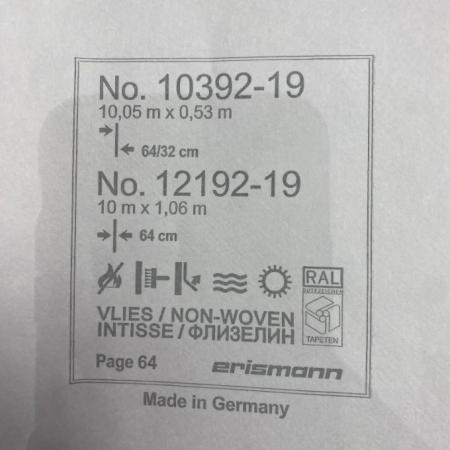 No. 10392-19
10,05 m x 0,53 m
64/32 cm
No. 12192-19
10 m x 1,06 m
64 cm
RAL
GÜTEZEICHEN
TAPETEN
VLIES / NON-WOVEN
INTISSE / ФЛИЗЕЛИН
Page 64
erismann
Made in Germany